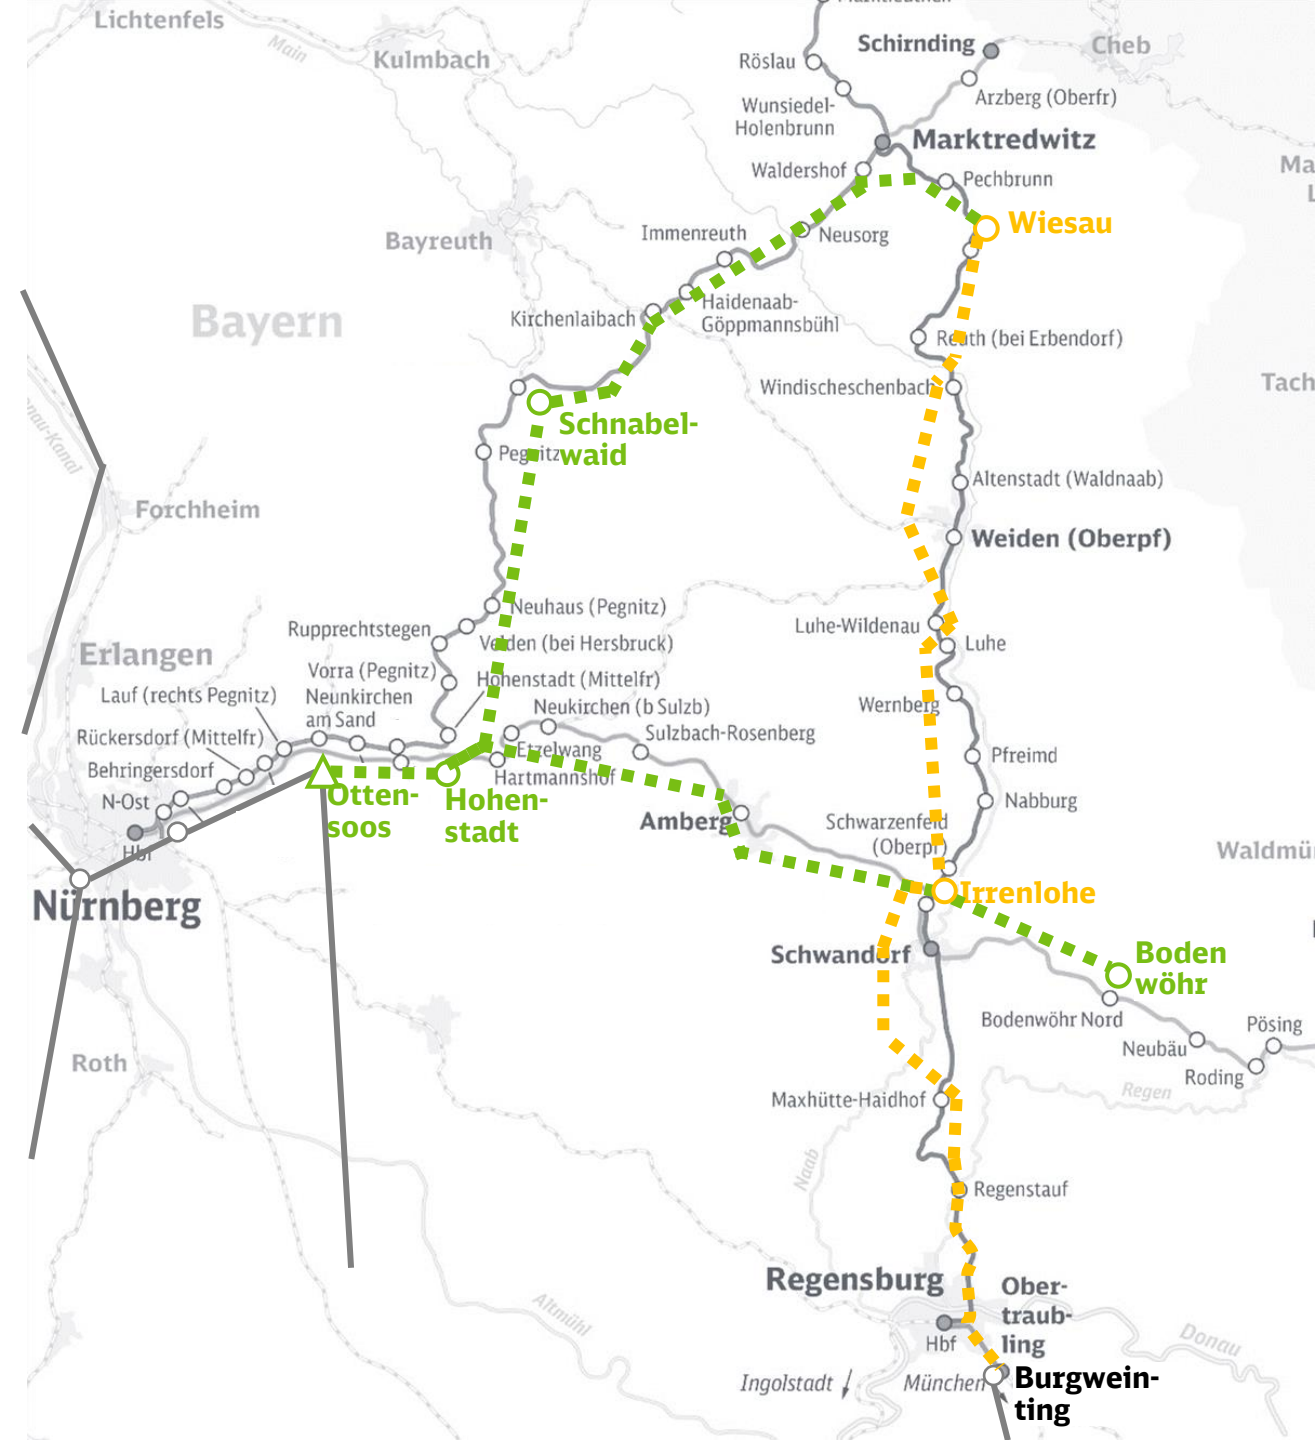 Lichtenfels
Main
Kulmbach
Schirnding
Cheb
Röslau
Arzberg (Oberfr)
Wunsiedel-
Holenbrunn
Marktredwitz
Waldershof
Pechbrunn
Wiesau
Bayreuth
Immenreuth
Neusorg
Bayern
Kirchenlaibach
Haidenaab-
Göppmannsbühl
Reuth (bei Erbendorf)
Windischeschenbach
Tach
Schnabel-
waid
Pegnitz
Altenstadt (Waldnaab)
Forchheim
Weiden (Oberpf)
Neuhaus (Pegnitz)
Rupprechtstegen
Velden (bei Hersbruck)
Luhe-Wildenau
Luhe
Erlangen
Vorra (Pegnitz)
Hohenstadt (Mittelfr)
Lauf (rechts Pegnitz)
Neunkirchen
am Sand
Neukirchen (b Sulzb)
Wernberg
Rückersdorf (Mittelfr)
Sulzbach-Rosenberg
Etzelwang
Pfreimd
Behringersdorf
Hartmannshof
N-Ost
Otten-
soos
Hohen-
stadt
Nabburg
Amberg
Schwarzenfeld
(Oberpf)
Hbf
Waldmü
Nürnberg
Irrenlohe
Schwandorf
Boden
wöhr
Bodenwöhr Nord
Pösing
Neubäu
Roding
Roth
Regen
Maxhütte-Haidhof
Naab
Regenstauf
Regensburg
Ober-
traub-
ling
Hbf
Altmühl
Donau
Ingolstadt
München
Burgwein-
ting